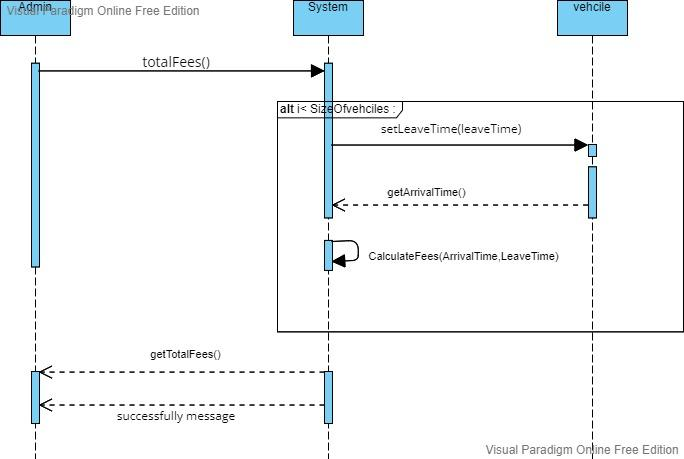 Visual Paradigm Online Free Edition
Admin
System
vehcile
totalFees()
alt i< SizeOfvehciles :
setLeaveTime(leaveTime)
getArrivalTime()
CalculateFees(ArrivalTime,LeaveTime)
getTotalFees()
successfully message
Visual Paradigm Online Free Edition